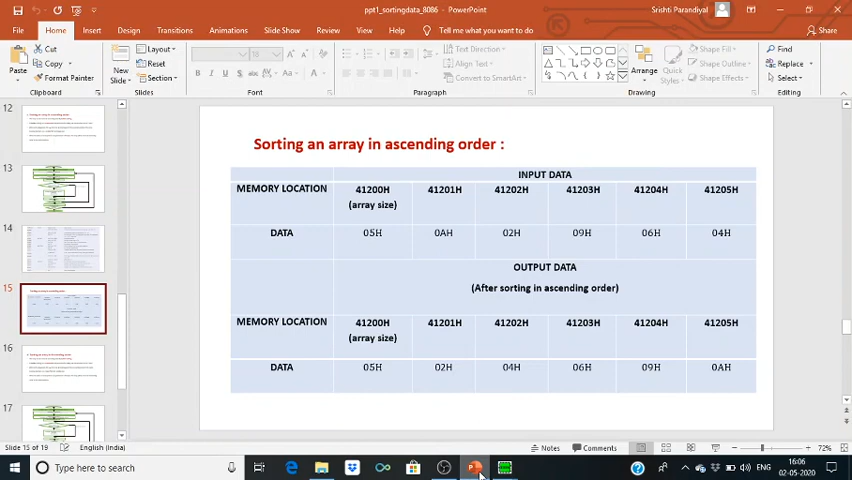 ppt1_sortingdata_8086 - PowerPoint
Srishti Parandiyal
File Home Insert Design Transitions Animations Slide Show Review View Help Tell me what you want to do Share
Paste Cut Copy Format Painter
Clipboard
New Slide Layout Reset Section
Slides
Font
Paragraph
Text Direction Align Text Convert to SmartArt
Arrange Quick Styles Shape Fill Shape Outline Shape Effects
Drawing
Find Replace Select
Editing
12
13
14
15
16
17
Sorting an array in ascending order :
INPUT DATA
MEMORY LOCATION 41200H 41201H 41202H 41203H 41204H 41205H
(array size)
DATA 05H 0AH 02H 09H 06H 04H
OUTPUT DATA
(After sorting in ascending order)
MEMORY LOCATION 41200H 41201H 41202H 41203H 41204H 41205H
(array size)
DATA 05H 02H 04H 06H 09H 0AH
Slide 15 of 19 English (India) Notes Comments 72%
Type here to search
ENG
16:06
02-05-2020